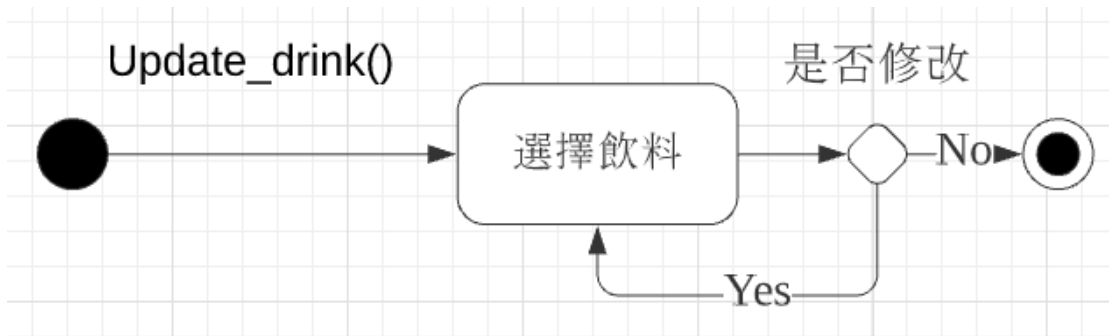 Update_drink()
是否修改
選擇飲料
No
Yes